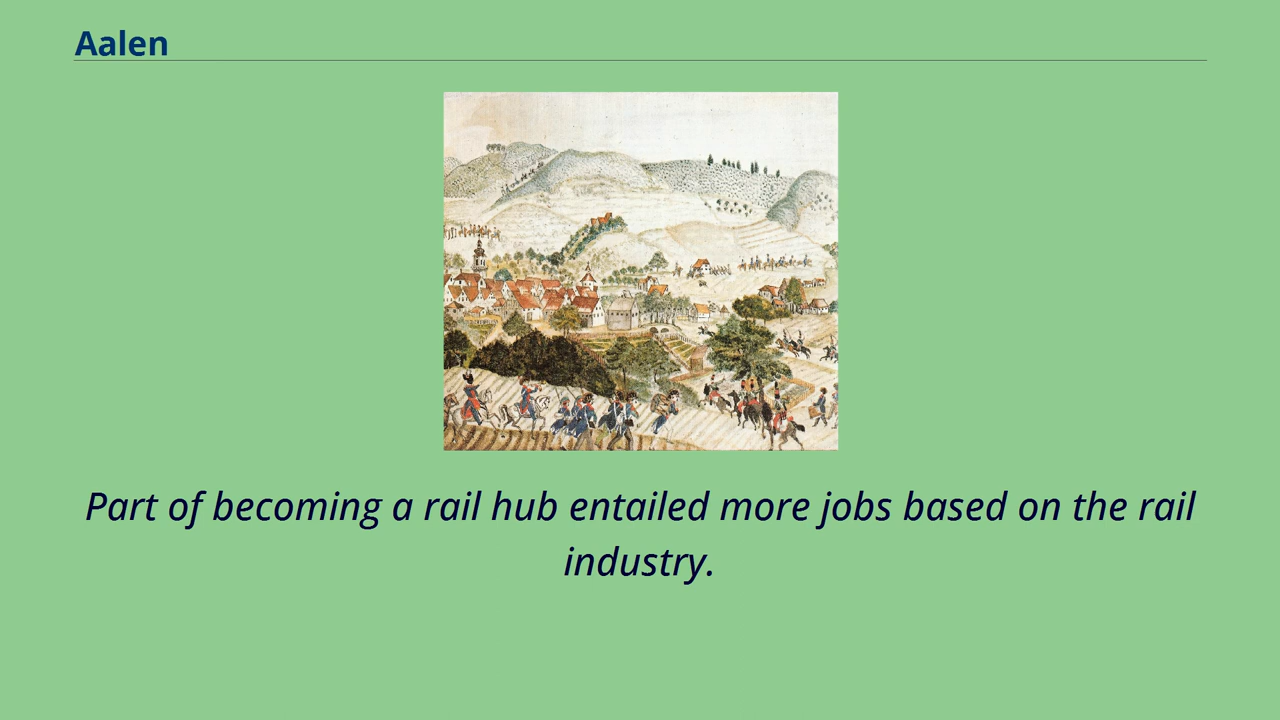 Aalen
Part of becoming a rail hub entailed more jobs based on the rail
industry.